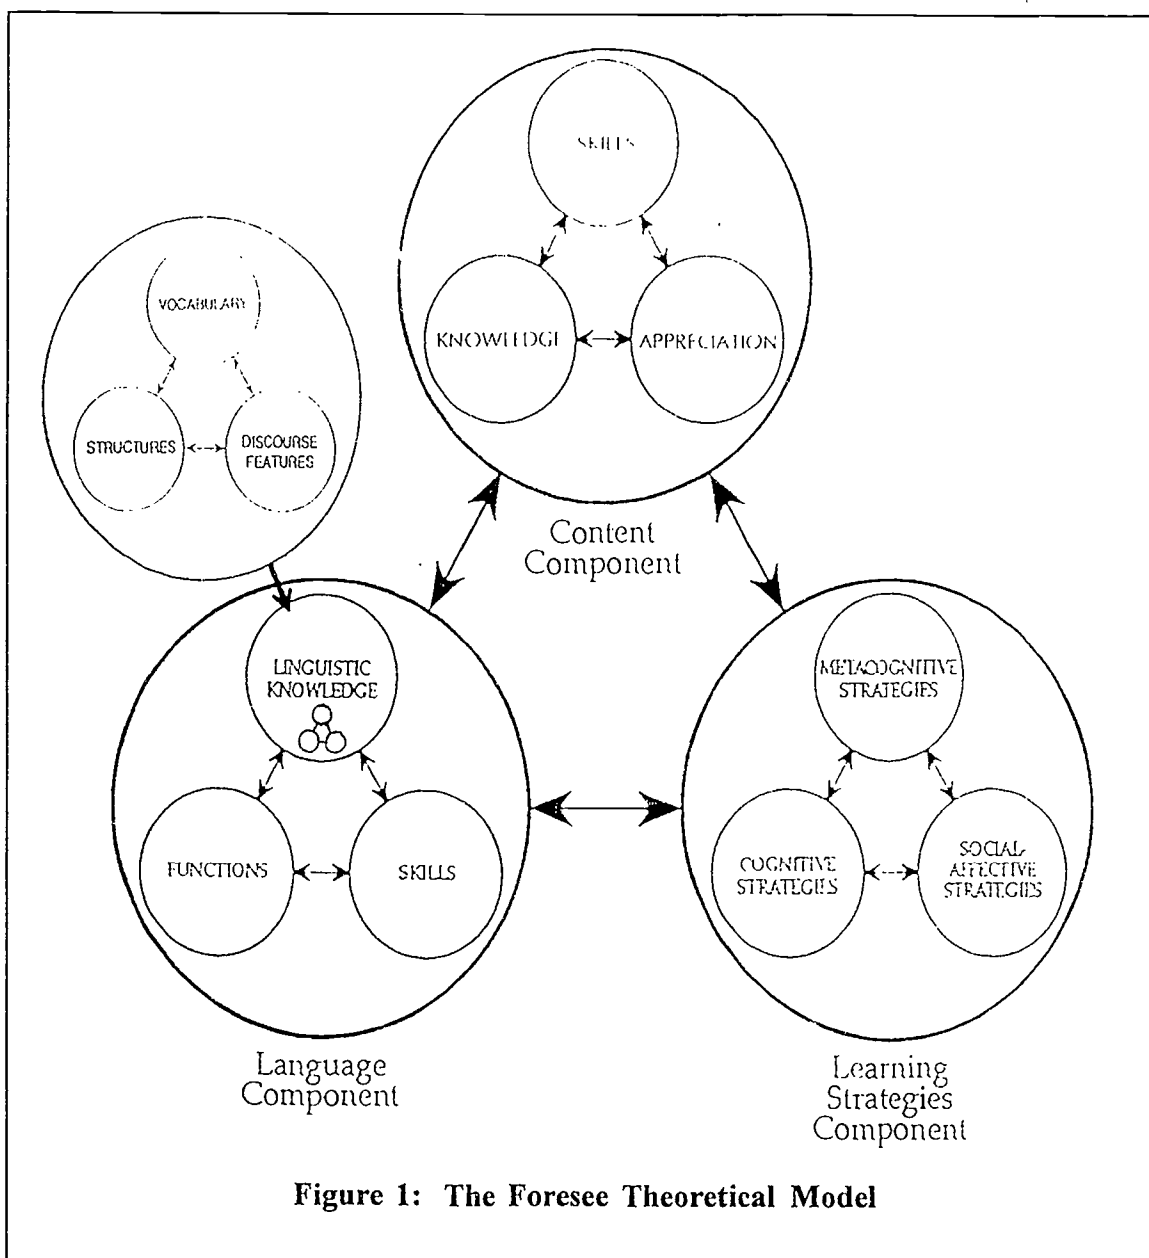 SKILLS
KNOWLEDGE
APPRECIATION
Content
Component
VOCABULARY
STRUCTURES
DISCOURSE
FEATURES
LINGUISTIC
KNOWLEDGE
FUNCTIONS
SKILLS
Language
Component
METACOGNITIVE
STRATEGIES
COGNITIVE
STRATEGIES
SOCIAL-
AFFECTIVE
STRATEGIES
Learning
Strategies
Component
Figure 1: The Foresee Theoretical Model